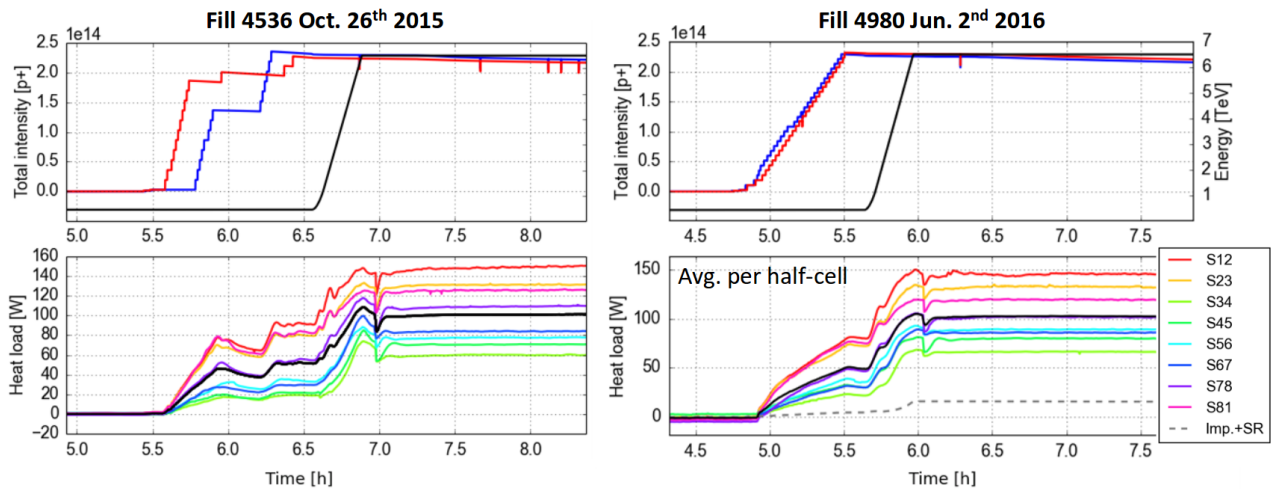 Fill 4536 Oct. 26th 2015
Fill 4980 Jun. 2nd 2016
1e14
2.5
2.0
1.5
1.0
0.5
0.0
Total intensity [p+]
5.0 5.5 6.0 6.5 7.0 7.5 8.0
1e14
2.5
2.0
1.5
1.0
0.5
0.0
Total intensity [p+]
7
6
5
4
3
2
1
Energy [TeV]
4.5 5.0 5.5 6.0 6.5 7.0 7.5
160
140
120
100
80
60
40
20
0
−20
Heat load [W]
5.0 5.5 6.0 6.5 7.0 7.5 8.0
Time [h]
Avg. per half-cell
150
100
50
0
Heat load [W]
4.5 5.0 5.5 6.0 6.5 7.0 7.5
Time [h]
S12
S23
S34
S45
S56
S67
S78
S81
Imp.+SR